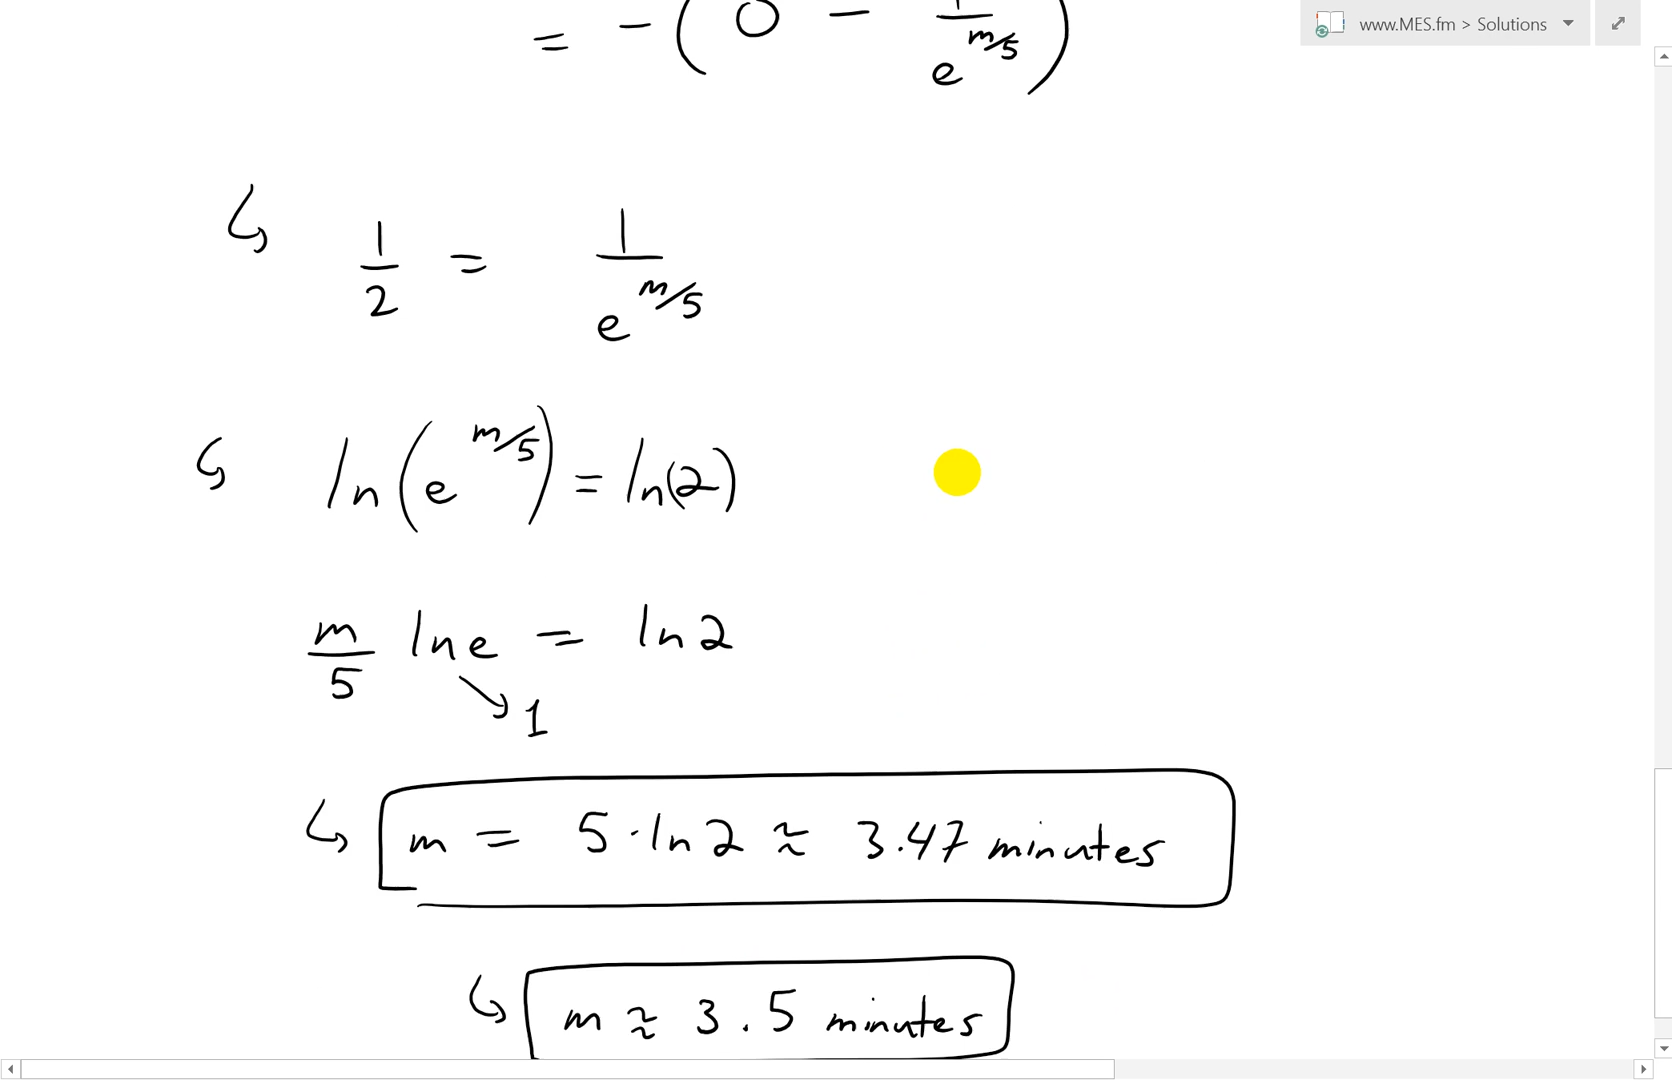 www.MES.fm > Solutions
= - (0 - 1/e^(m/5))
↳ 1/2 = 1/e^(m/5)
↳ ln(e^(m/5)) = ln(2)
m/5 ln e = ln 2
↘ 1
↳ m = 5 · ln 2 ≈ 3.47 minutes
↳ m ≈ 3.5 minutes